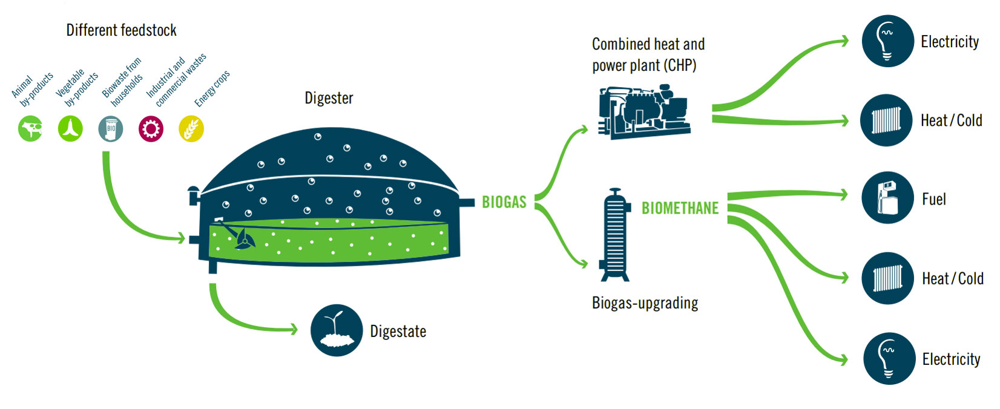 Different feedstock
Animal
by-products
Vegetable
by-products
Biowaste from
households
Industrial and
commercial wastes
Energy crops
BIO
Digester
BIOGAS
Digestate
Combined heat and
power plant (CHP)
Biogas-upgrading
BIOMETHANE
Electricity
Heat / Cold
Fuel
Heat / Cold
Electricity